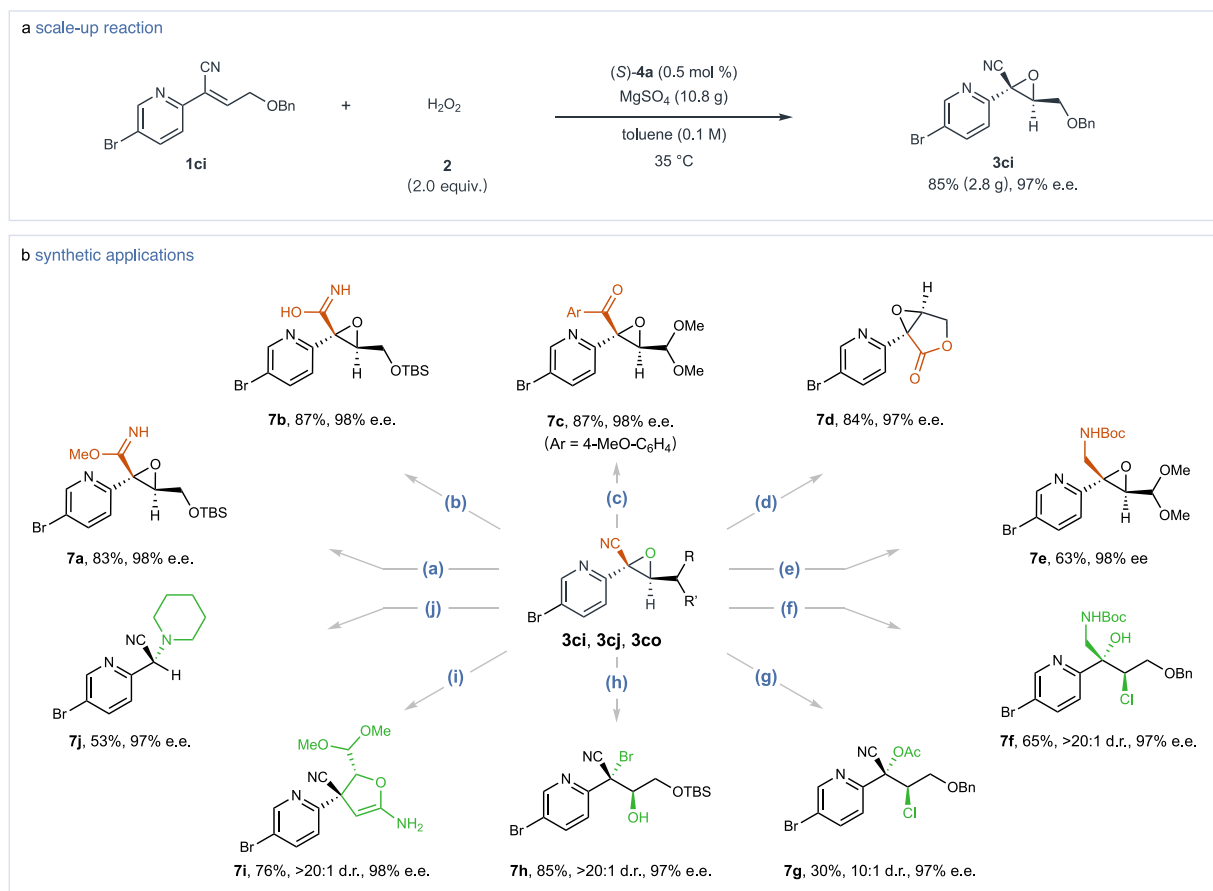 a scale-up reaction
CN
N
OBn
Br
1ci
+
H₂O₂
2
(2.0 equiv.)
(S)-4a (0.5 mol %)
MgSO₄ (10.8 g)
toluene (0.1 M)
35 °C
NC
O
N
H
OBn
Br
3ci
85% (2.8 g), 97% e.e.
b synthetic applications
NH
HO
O
N
H
OTBS
Br
7b, 87%, 98% e.e.
O
Ar
O
OMe
N
H
OMe
Br
7c, 87%, 98% e.e.
(Ar = 4-MeO-C₆H₄)
H
O
N
O
O
Br
7d, 84%, 97% e.e.
NH
MeO
O
N
H
OTBS
Br
7a, 83%, 98% e.e.
NHBoc
O
OMe
N
H
OMe
Br
7e, 63%, 98% ee
(b)
(c)
(d)
(a)
(e)
(j)
(f)
(i)
(h)
(g)
NC
O
R
N
H
R'
Br
3ci, 3cj, 3co
NC
N
N
H
Br
7j, 53%, 97% e.e.
NHBoc
OH
N
OBn
Cl
Br
7f, 65%, >20:1 d.r., 97% e.e.
MeO
OMe
NC
O
N
NH₂
Br
7i, 76%, >20:1 d.r., 98% e.e.
NC
Br
N
OTBS
OH
Br
7h, 85%, >20:1 d.r., 97% e.e.
NC
OAc
N
OBn
Cl
Br
7g, 30%, 10:1 d.r., 97% e.e.